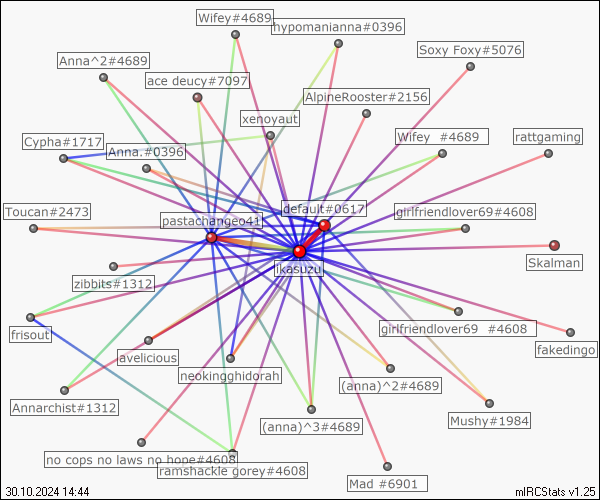 Wifey#4689
hypomanianna#0396
Soxy Foxy#5076
Anna^2#4689
ace deucy#7097
AlpineRooster#2156
xenoyaut
Cypha#1717
Anna.#0396
Wifey_#4689
rattgaming
Toucan#2473
pastachangeo41
default#0617
girlfriendlover69#4608
Skalman
ikasuzu
zibbits#1312
frisout
girlfriendlover69_#4608
fakedingo
avelicious
neokingghidorah
(anna)^2#4689
Annarchist#1312
(anna)^3#4689
Mushy#1984
no cops no laws no hope#4608
ramshackle gorey#4608
Mad_#6901
30.10.2024 14:44
mIRCStats v1.25